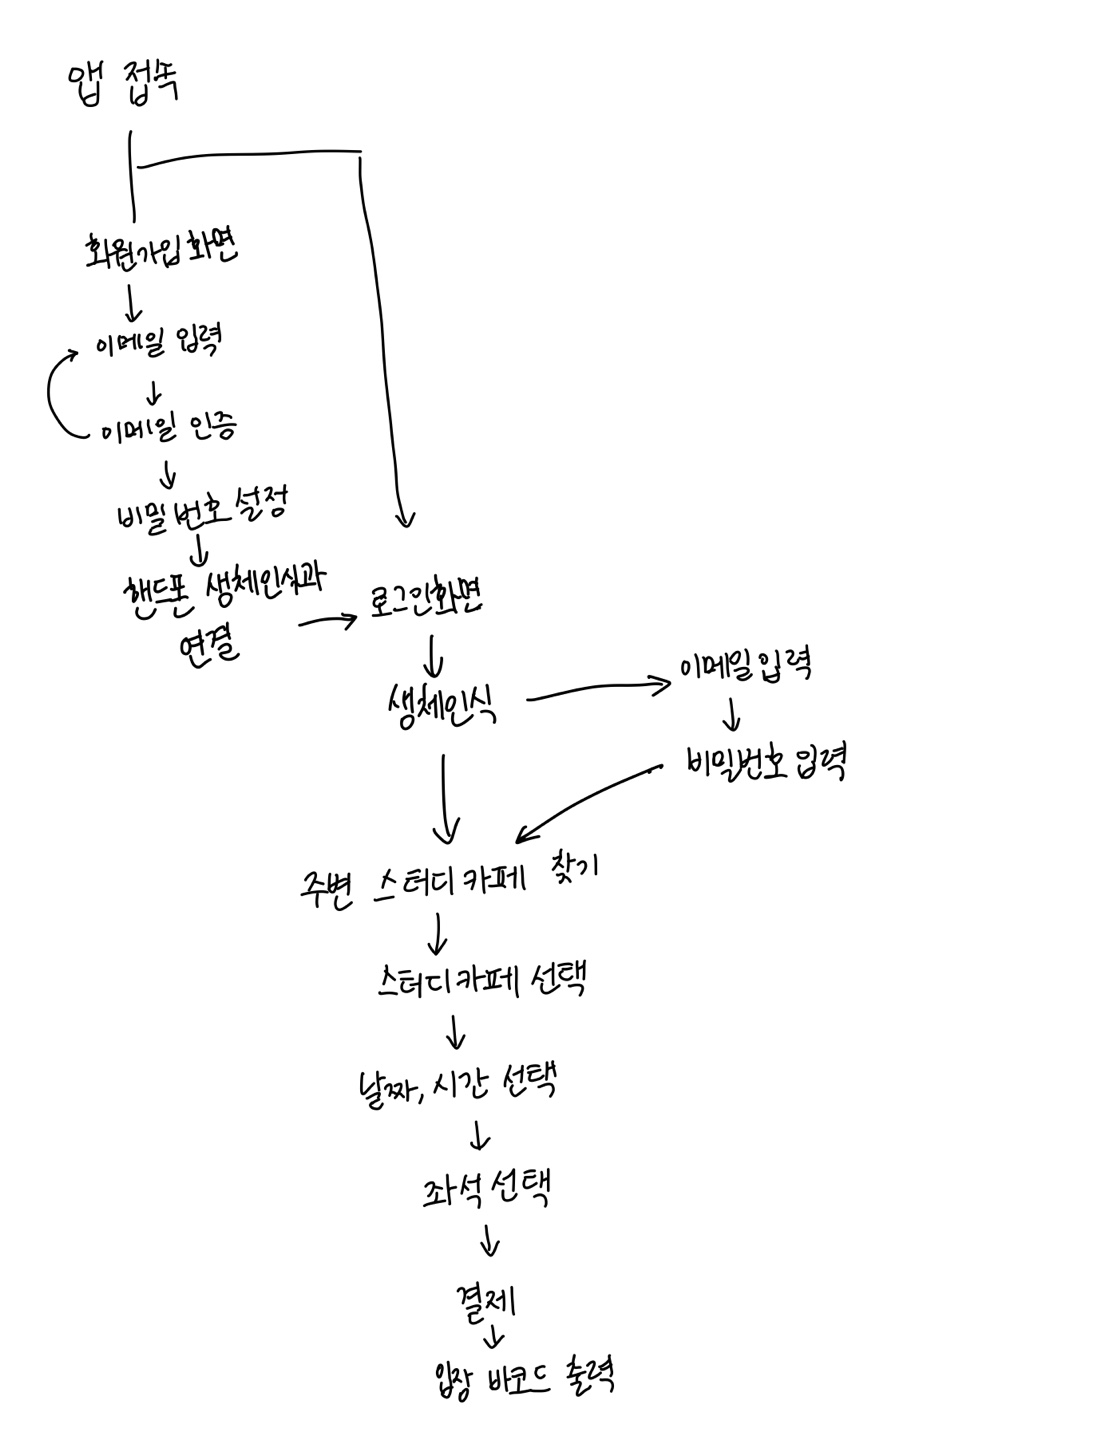 앱 접속
회원가입화면
이메일 입력
이메일 인증
비밀번호 설정
핸드폰 생체인식과
연결
로그인화면
생체인식
이메일입력
비밀번호 입력
주변 스터디카페 찾기
스터디카페 선택
날짜, 시간 선택
좌석 선택
결제
입장 바코드 출력